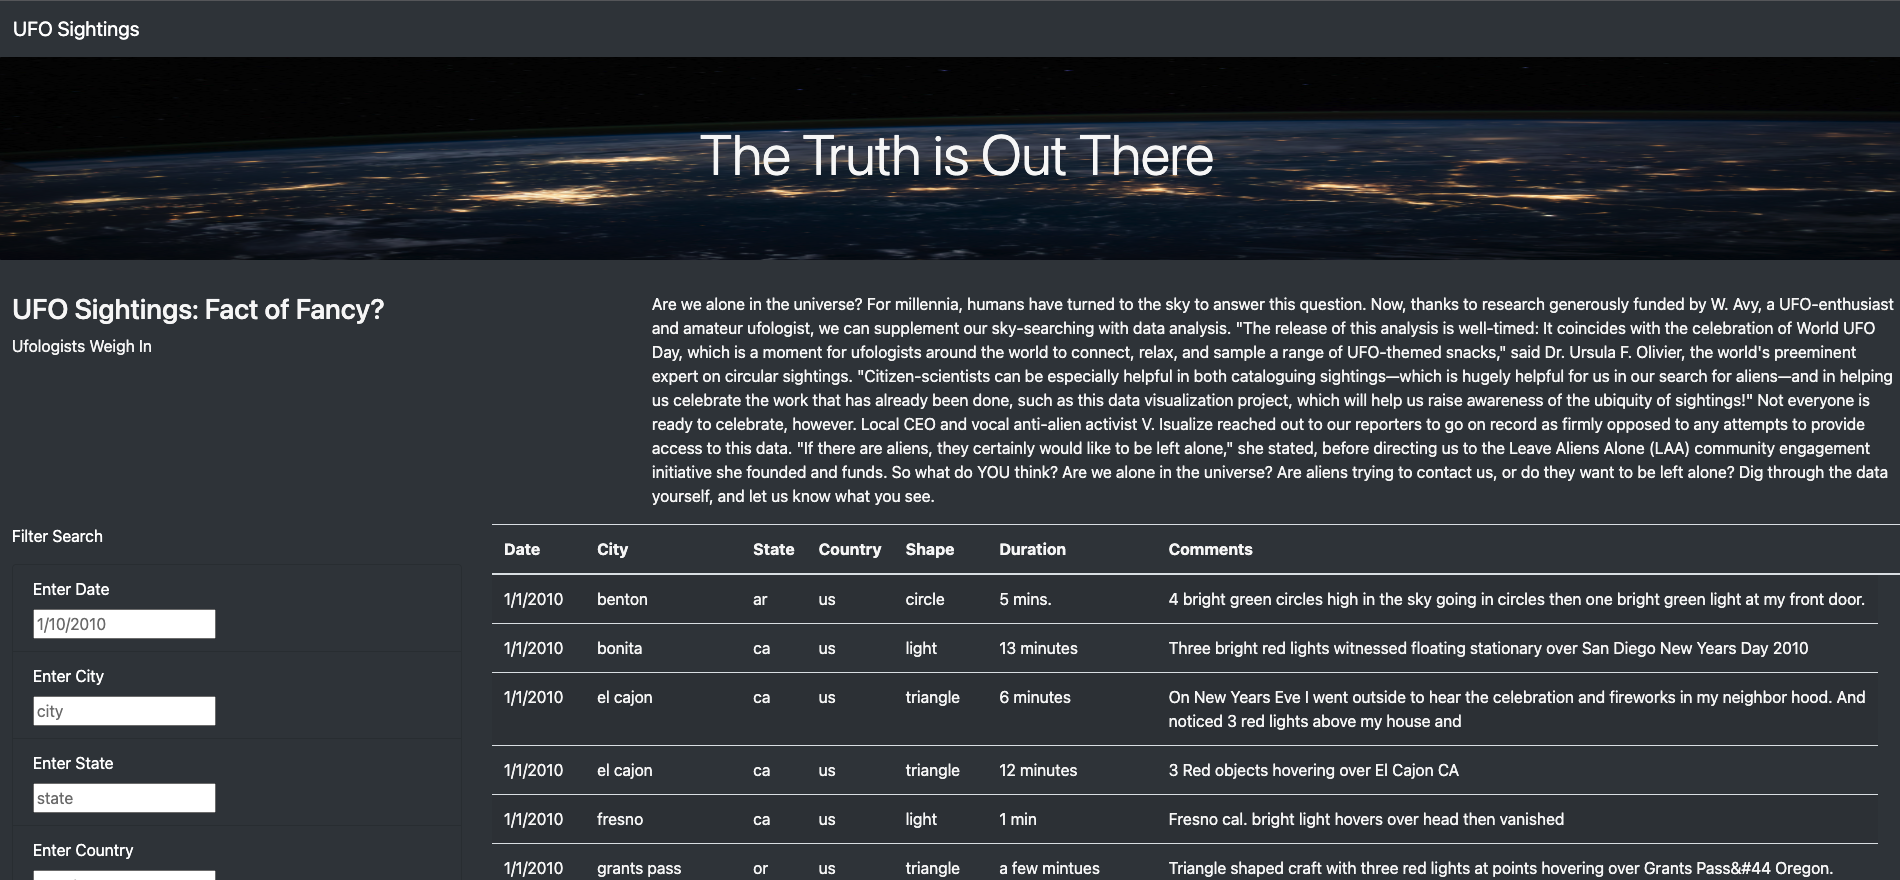 UFO Sightings
The Truth is Out There
UFO Sightings: Fact of Fancy?
Ufologists Weigh In
Are we alone in the universe? For millennia, humans have turned to the sky to answer this question. Now, thanks to research generously funded by W. Avy, a UFO-enthusiast
and amateur ufologist, we can supplement our sky-searching with data analysis. "The release of this analysis is well-timed: It coincides with the celebration of World UFO
Day, which is a moment for ufologists around the world to connect, relax, and sample a range of UFO-themed snacks," said Dr. Ursula F. Olivier, the world's preeminent
expert on circular sightings. "Citizen-scientists can be especially helpful in both cataloguing sightings—which is hugely helpful for us in our search for aliens—and in helping
us celebrate the work that has already been done, such as this data visualization project, which will help us raise awareness of the ubiquity of sightings!" Not everyone is
ready to celebrate, however. Local CEO and vocal anti-alien activist V. Isualize reached out to our reporters to go on record as firmly opposed to any attempts to provide
access to this data. "If there are aliens, they certainly would like to be left alone," she stated, before directing us to the Leave Aliens Alone (LAA) community engagement
initiative she founded and funds. So what do YOU think? Are we alone in the universe? Are aliens trying to contact us, or do they want to be left alone? Dig through the data
yourself, and let us know what you see.
Filter Search
Enter Date
1/10/2010
Enter City
city
Enter State
state
Enter Country
Date City State Country Shape Duration Comments
1/1/2010 benton ar us circle 5 mins. 4 bright green circles high in the sky going in circles then one bright green light at my front door.
1/1/2010 bonita ca us light 13 minutes Three bright red lights witnessed floating stationary over San Diego New Years Day 2010
1/1/2010 el cajon ca us triangle 6 minutes On New Years Eve I went outside to hear the celebration and fireworks in my neighbor hood. And
noticed 3 red lights above my house and
1/1/2010 el cajon ca us triangle 12 minutes 3 Red objects hovering over El Cajon CA
1/1/2010 fresno ca us light 1 min Fresno cal. bright light hovers over head then vanished
1/1/2010 grants pass or us triangle a few mintues Triangle shaped craft with three red lights at points hovering over Grants Pass&#44 Oregon.